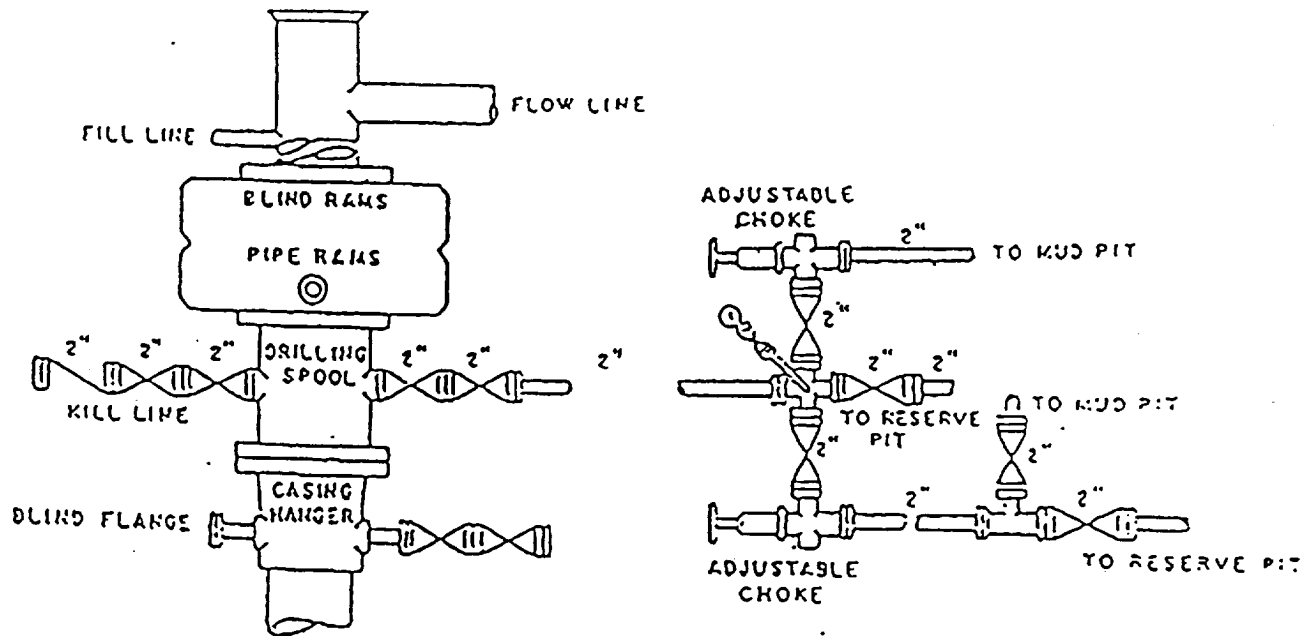 FLOW LINE
FILL LINE
BLIND RAMS
PIPE RAMS
2" 2" 2" DRILLING 2" 2" 2"
SPOOL
KILL LINE
CASING
HANGER
BLIND FLANGE
ADJUSTABLE
CHOKE
2"
TO MUD PIT
2"
2" 2"
TO RESERVE
PIT
TO MUD PIT
2" 2"
2" 2"
TO RESERVE PIT
ADJUSTABLE
CHOKE